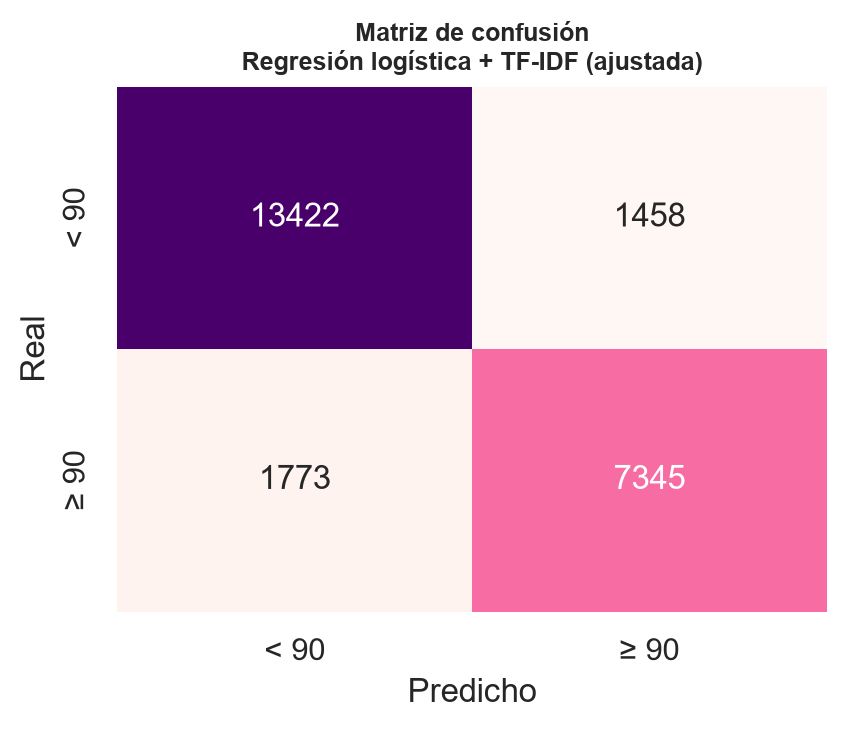 Matriz de confusión
Regresión logística + TF-IDF (ajustada)
Real
< 90
13422
1458
≥ 90
1773
7345
< 90
≥ 90
Predicho